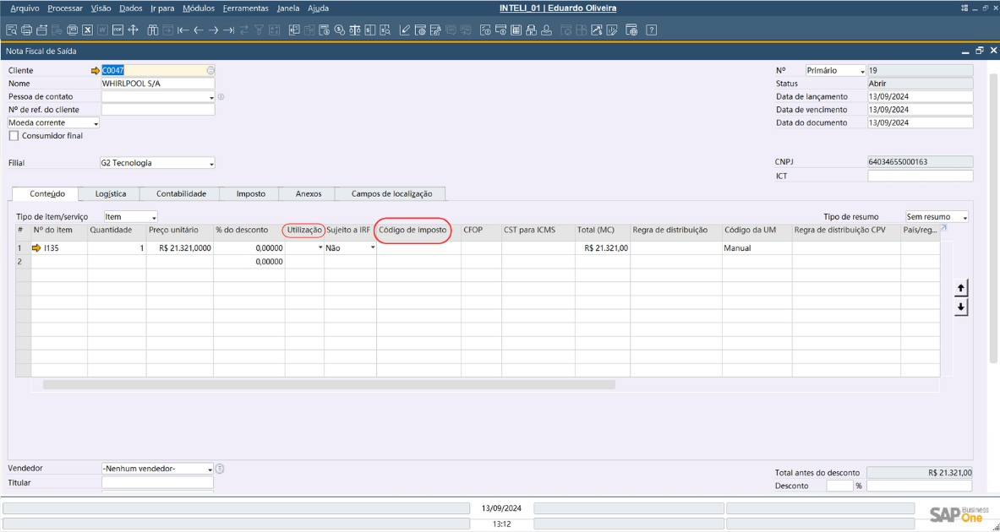 Arquivo Processar Visão Dados Ir para Módulos Ferramentas Janela Ajuda INTELI_01 | Eduardo Oliveira
Nota Fiscal de Saída
Cliente C0047 Nº Primário 19
Nome WHIRLPOOL S/A Status Abrir
Pessoa de contato Data de lançamento 13/09/2024
Nº de ref. do cliente Data de vencimento 13/09/2024
Moeda corrente Data do documento 13/09/2024
Consumidor final
Filial G2 Tecnologia CNPJ 64034655000163
ICT
Conteúdo Logística Contabilidade Imposto Anexos Campos de localização
Tipo de item/serviço Item Tipo de resumo Sem resumo
# Nº do item Quantidade Preço unitário % do desconto Utilização Sujeito a IRF Código de imposto CFOP CST para ICMS Total (MC) Regra de distribuição Código da UM Regra de distribuição CPV País/reg...
1 I135 1 R$ 21.321,0000 0,00000 Não R$ 21.321,00 Manual
2 0,00000
Vendedor -Nenhum vendedor- Total antes do desconto R$ 21.321,00
Titular Desconto %
13/09/2024
13:12
SAP Business One